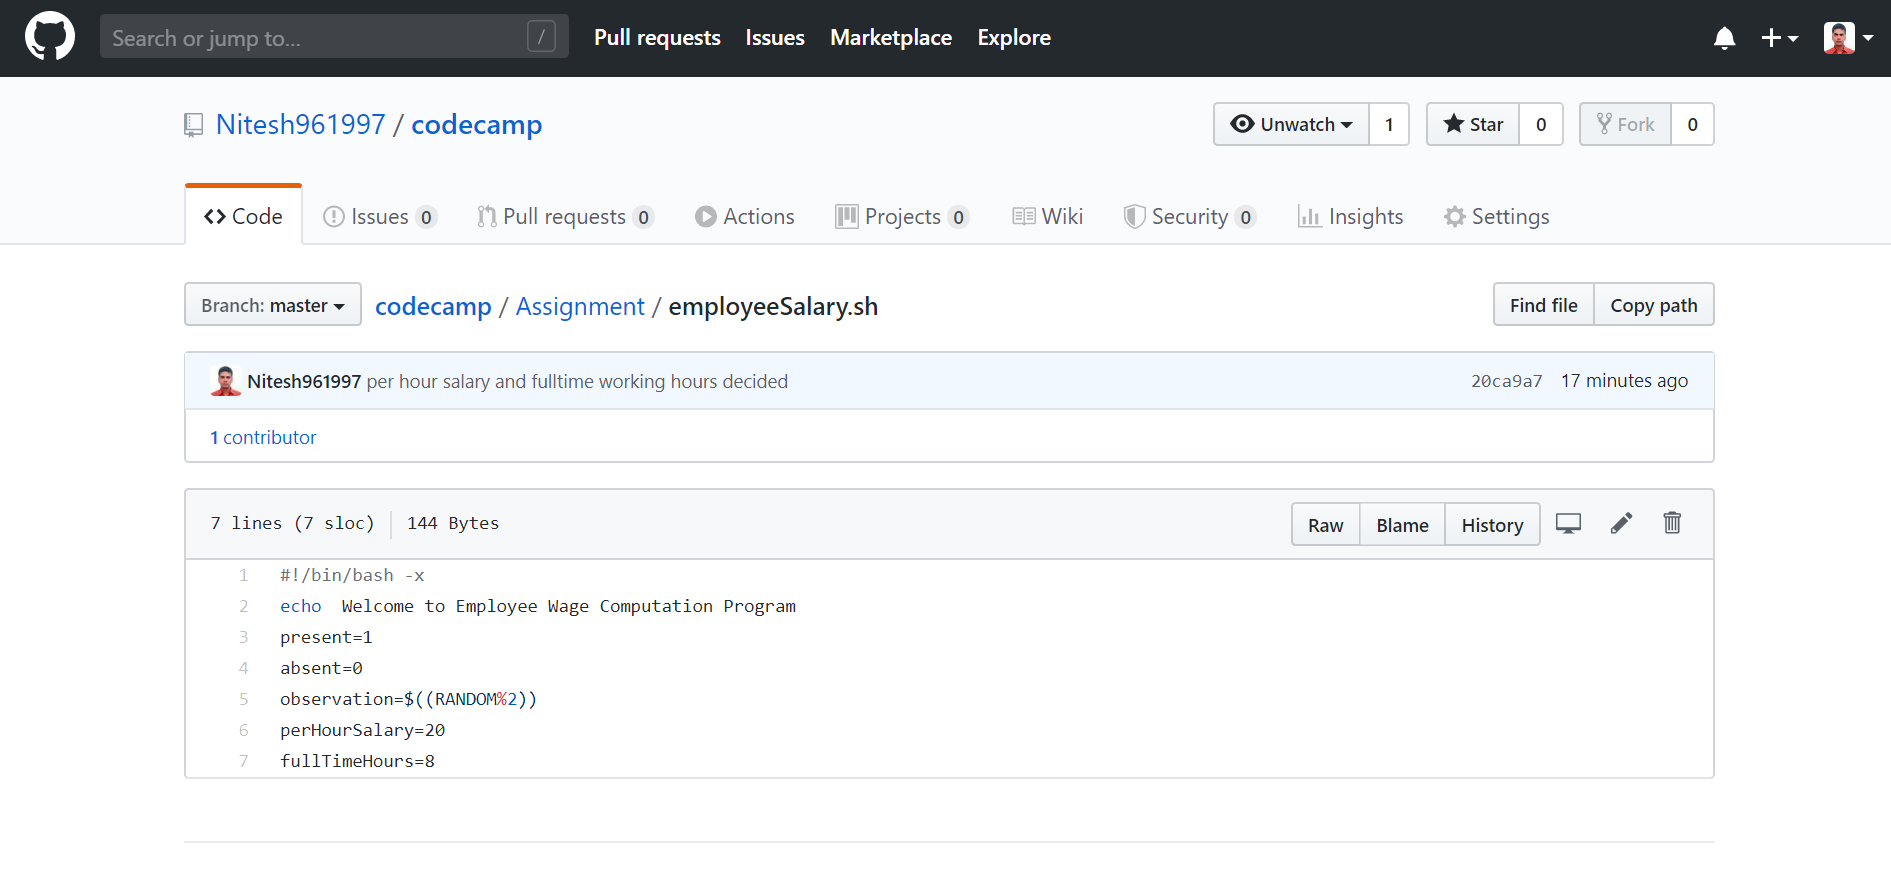 Search or jump to... /
Pull requests Issues Marketplace Explore
Nitesh961997 / codecamp
Unwatch 1 Star 0 Fork 0
Code Issues 0 Pull requests 0 Actions Projects 0 Wiki Security 0 Insights Settings
Branch: master codecamp / Assignment / employeeSalary.sh Find file Copy path
Nitesh961997 per hour salary and fulltime working hours decided 20ca9a7 17 minutes ago
1 contributor
7 lines (7 sloc) 144 Bytes Raw Blame History
1 #!/bin/bash -x
2 echo  Welcome to Employee Wage Computation Program
3 present=1
4 absent=0
5 observation=$((RANDOM%2))
6 perHourSalary=20
7 fullTimeHours=8